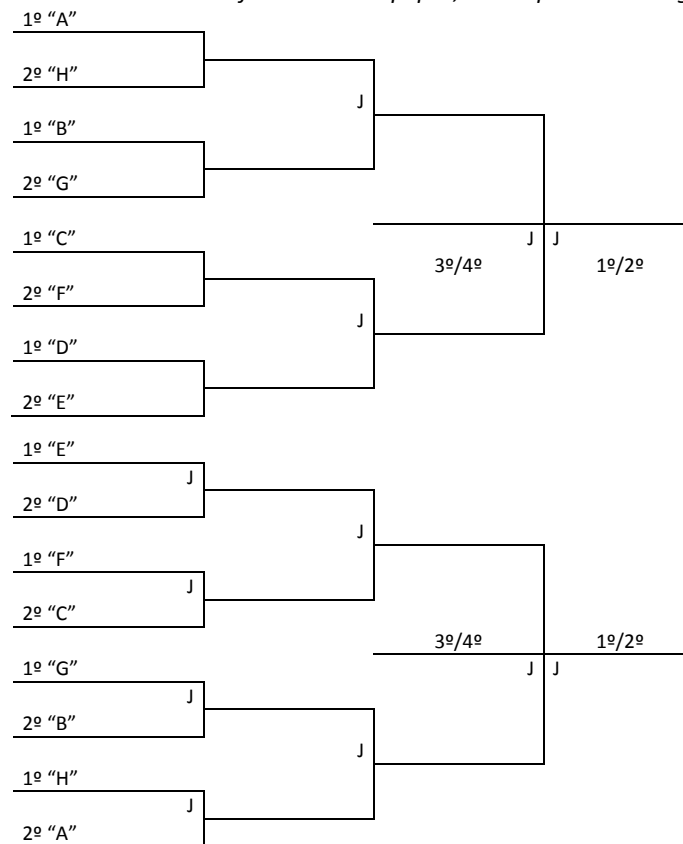 1º “A”
2º “H”
J
1º “B”
2º “G”
1º “C”
J J
3º/4º 1º/2º
2º “F”
J
1º “D”
2º “E”
1º “E”
J
2º “D”
J
1º “F”
J
2º “C”
3º/4º 1º/2º
1º “G”
J J
J
2º “B”
J
1º “H”
J
2º “A”